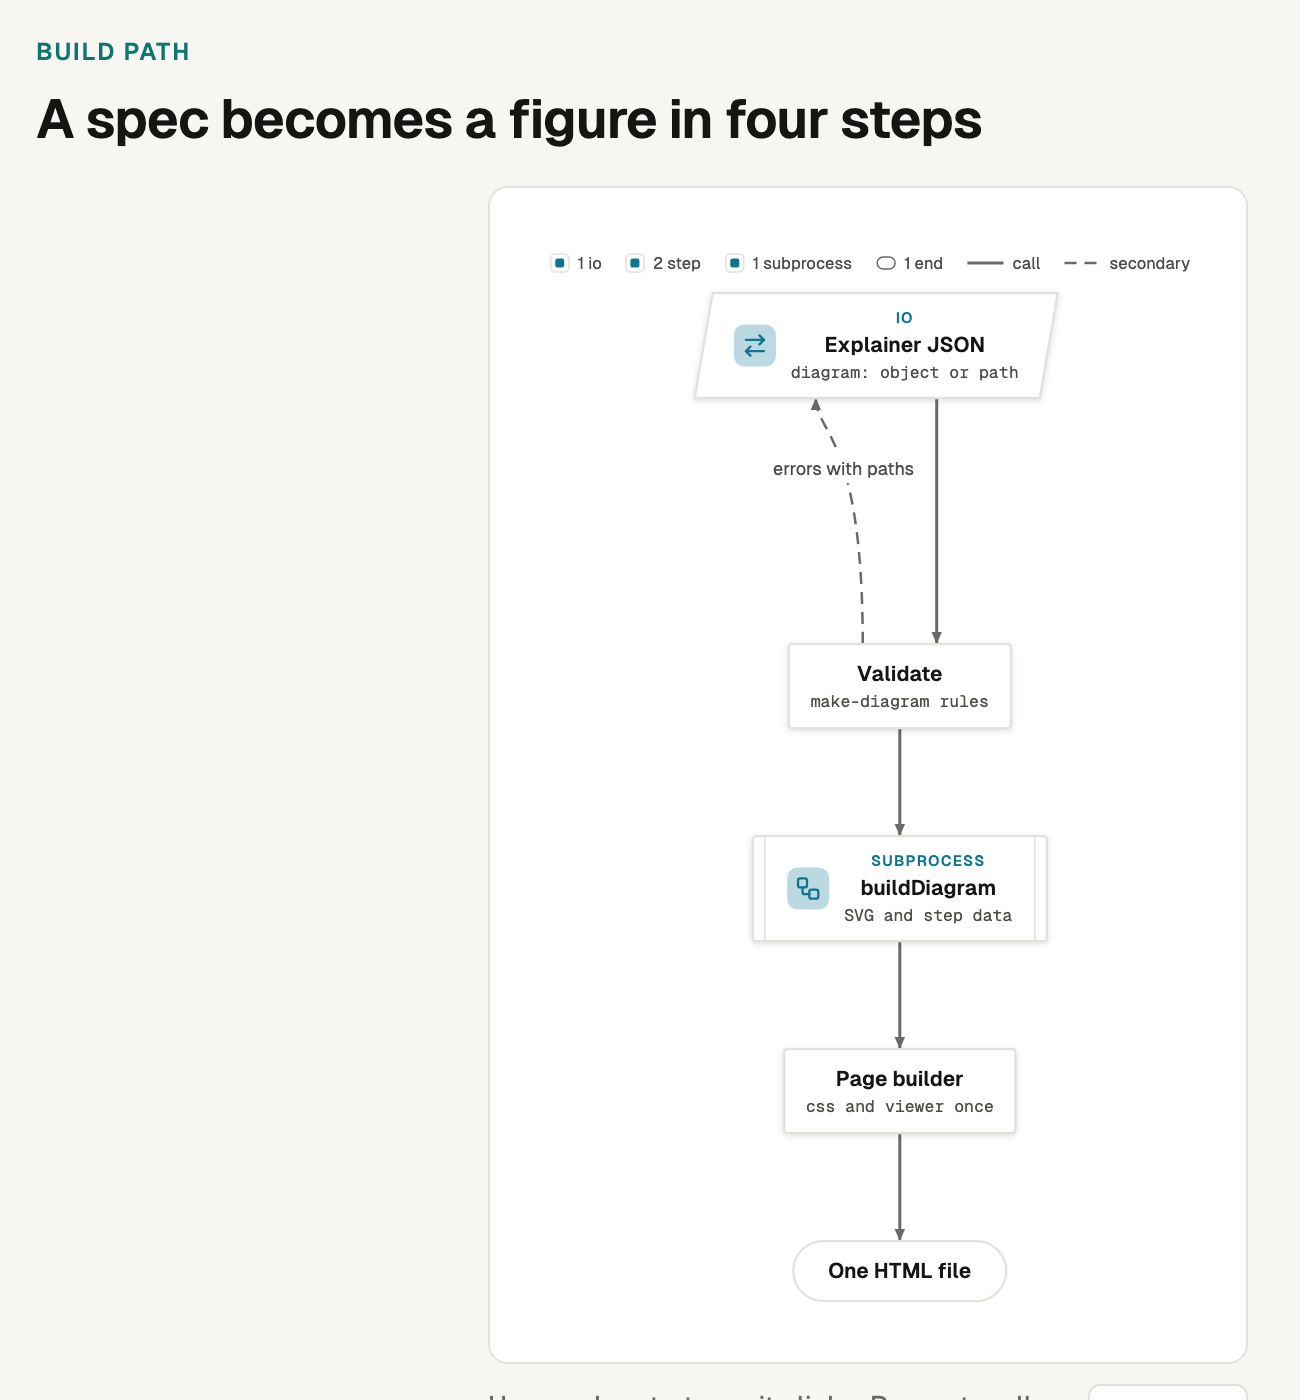 BUILD PATH
A spec becomes a figure in four steps
1 io 2 step 1 subprocess 1 end call secondary
IO
Explainer JSON
diagram: object or path
errors with paths
Validate
make-diagram rules
SUBPROCESS
buildDiagram
SVG and step data
Page builder
css and viewer once
One HTML file